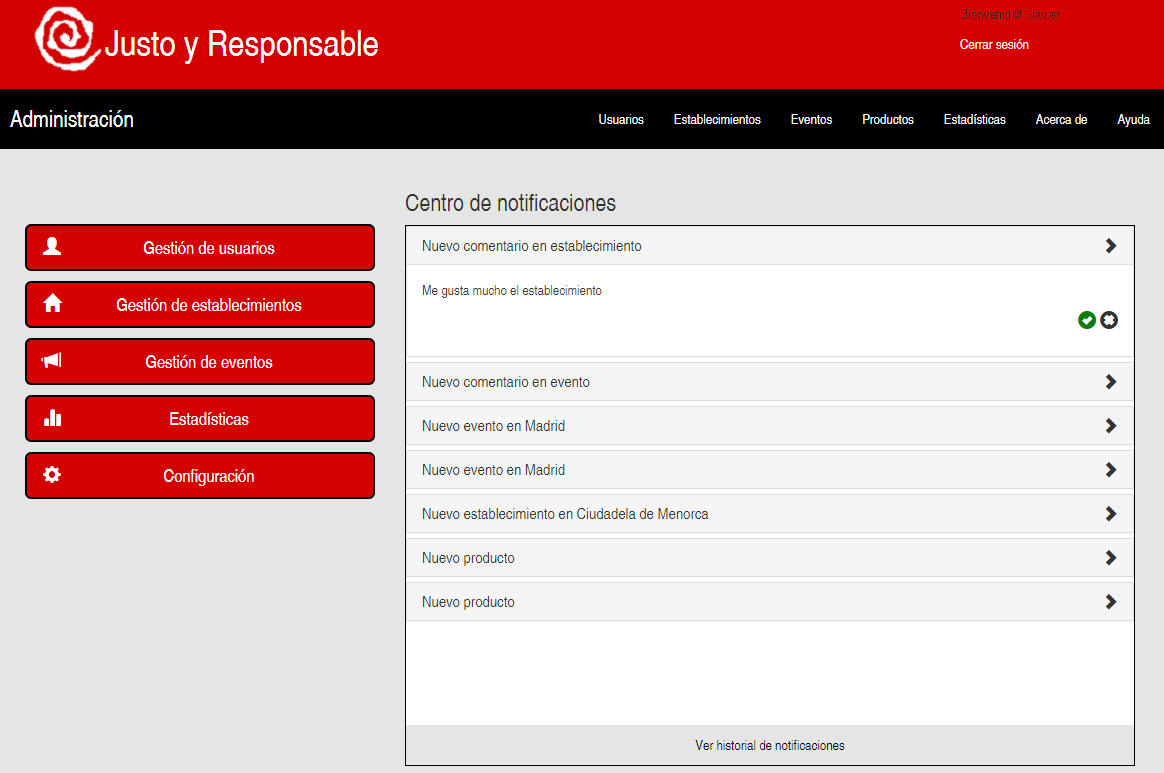 Bienvenid@: Javier
Justo y Responsable
Cerrar sesión
Administración
Usuarios
Establecimientos
Eventos
Productos
Estadísticas
Acerca de
Ayuda
Centro de notificaciones
Gestión de usuarios
Gestión de establecimientos
Gestión de eventos
Estadísticas
Configuración
Nuevo comentario en establecimiento
Me gusta mucho el establecimiento
Nuevo comentario en evento
Nuevo evento en Madrid
Nuevo evento en Madrid
Nuevo establecimiento en Ciudadela de Menorca
Nuevo producto
Nuevo producto
Ver historial de notificaciones